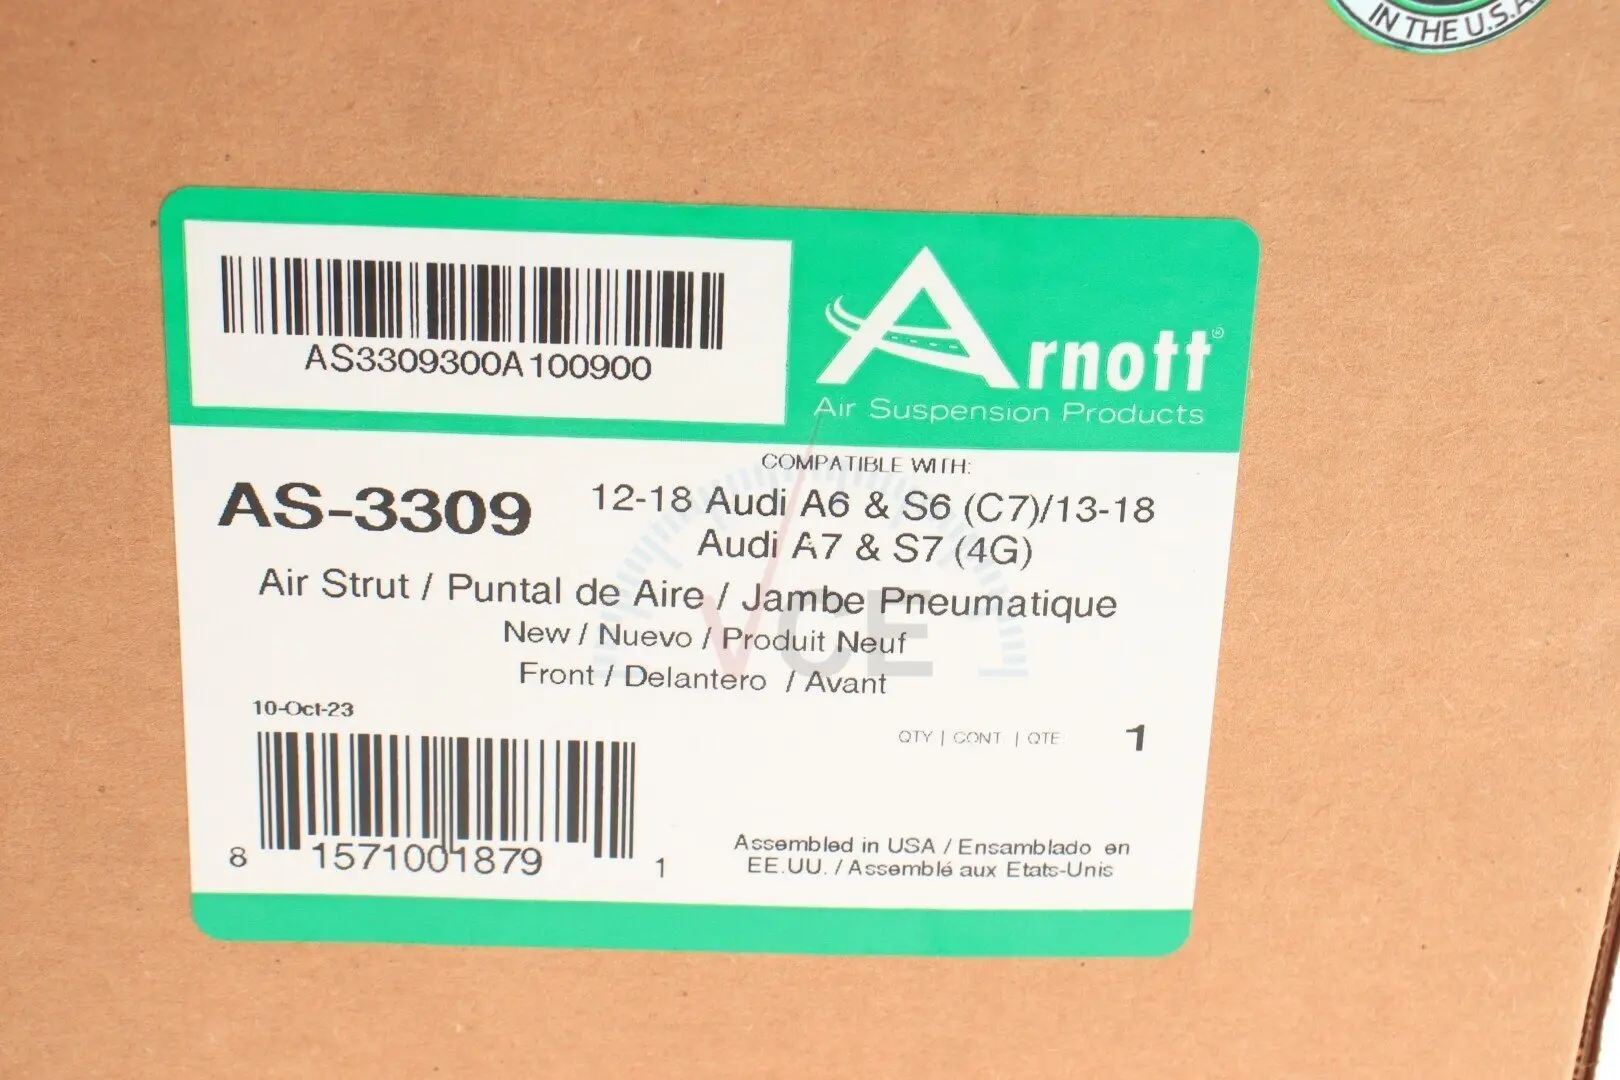 IN THE U.S.A.
AS3309300A100900
Arnott®
Air Suspension Products
COMPATIBLE WITH:
AS-3309
12-18 Audi A6 & S6 (C7)/13-18
Audi A7 & S7 (4G)
Air Strut / Puntal de Aire / Jambe Pneumatique
New / Nuevo / Produit Neuf
Front / Delantero / Avant
VCE
10-Oct-23
QTY | CONT. | QTE 1
8 1571001879 1
Assembled in USA / Ensamblado en
EE.UU. / Assemblé aux Etats-Unis